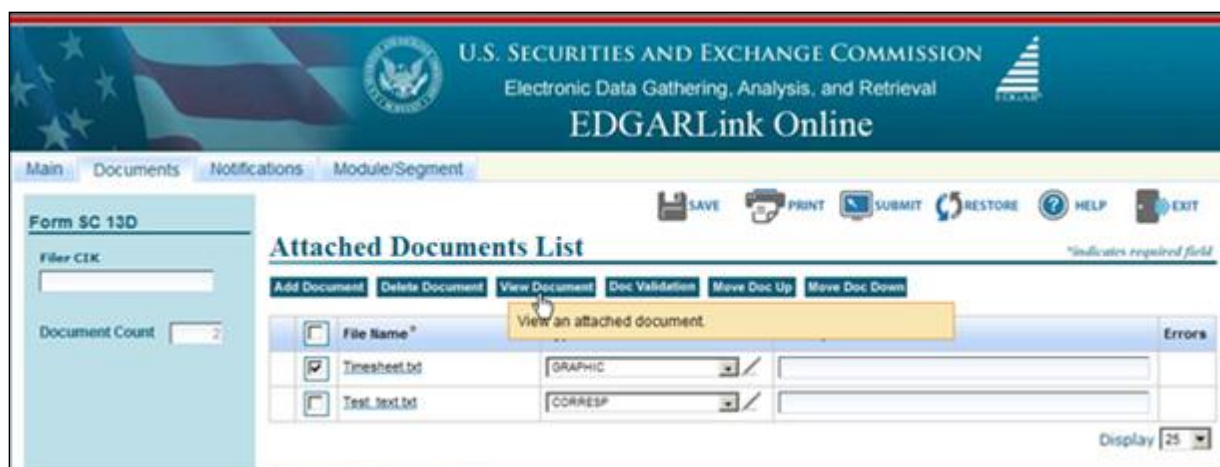 U.S. SECURITIES AND EXCHANGE COMMISSION
Electronic Data Gathering, Analysis, and Retrieval
EDGAR
EDGARLink Online
Main Documents Notifications Module/Segment
SAVE PRINT SUBMIT RESTORE HELP EXIT
Form SC 13D
Attached Documents List
*indicates required field
Filer CIK
Add Document Delete Document View Document Doc Validation Move Doc Up Move Doc Down
View an attached document.
Document Count 2
File Name* Errors
Timesheet.txt GRAPHIC
Test_text.txt CORRESP
Display 25